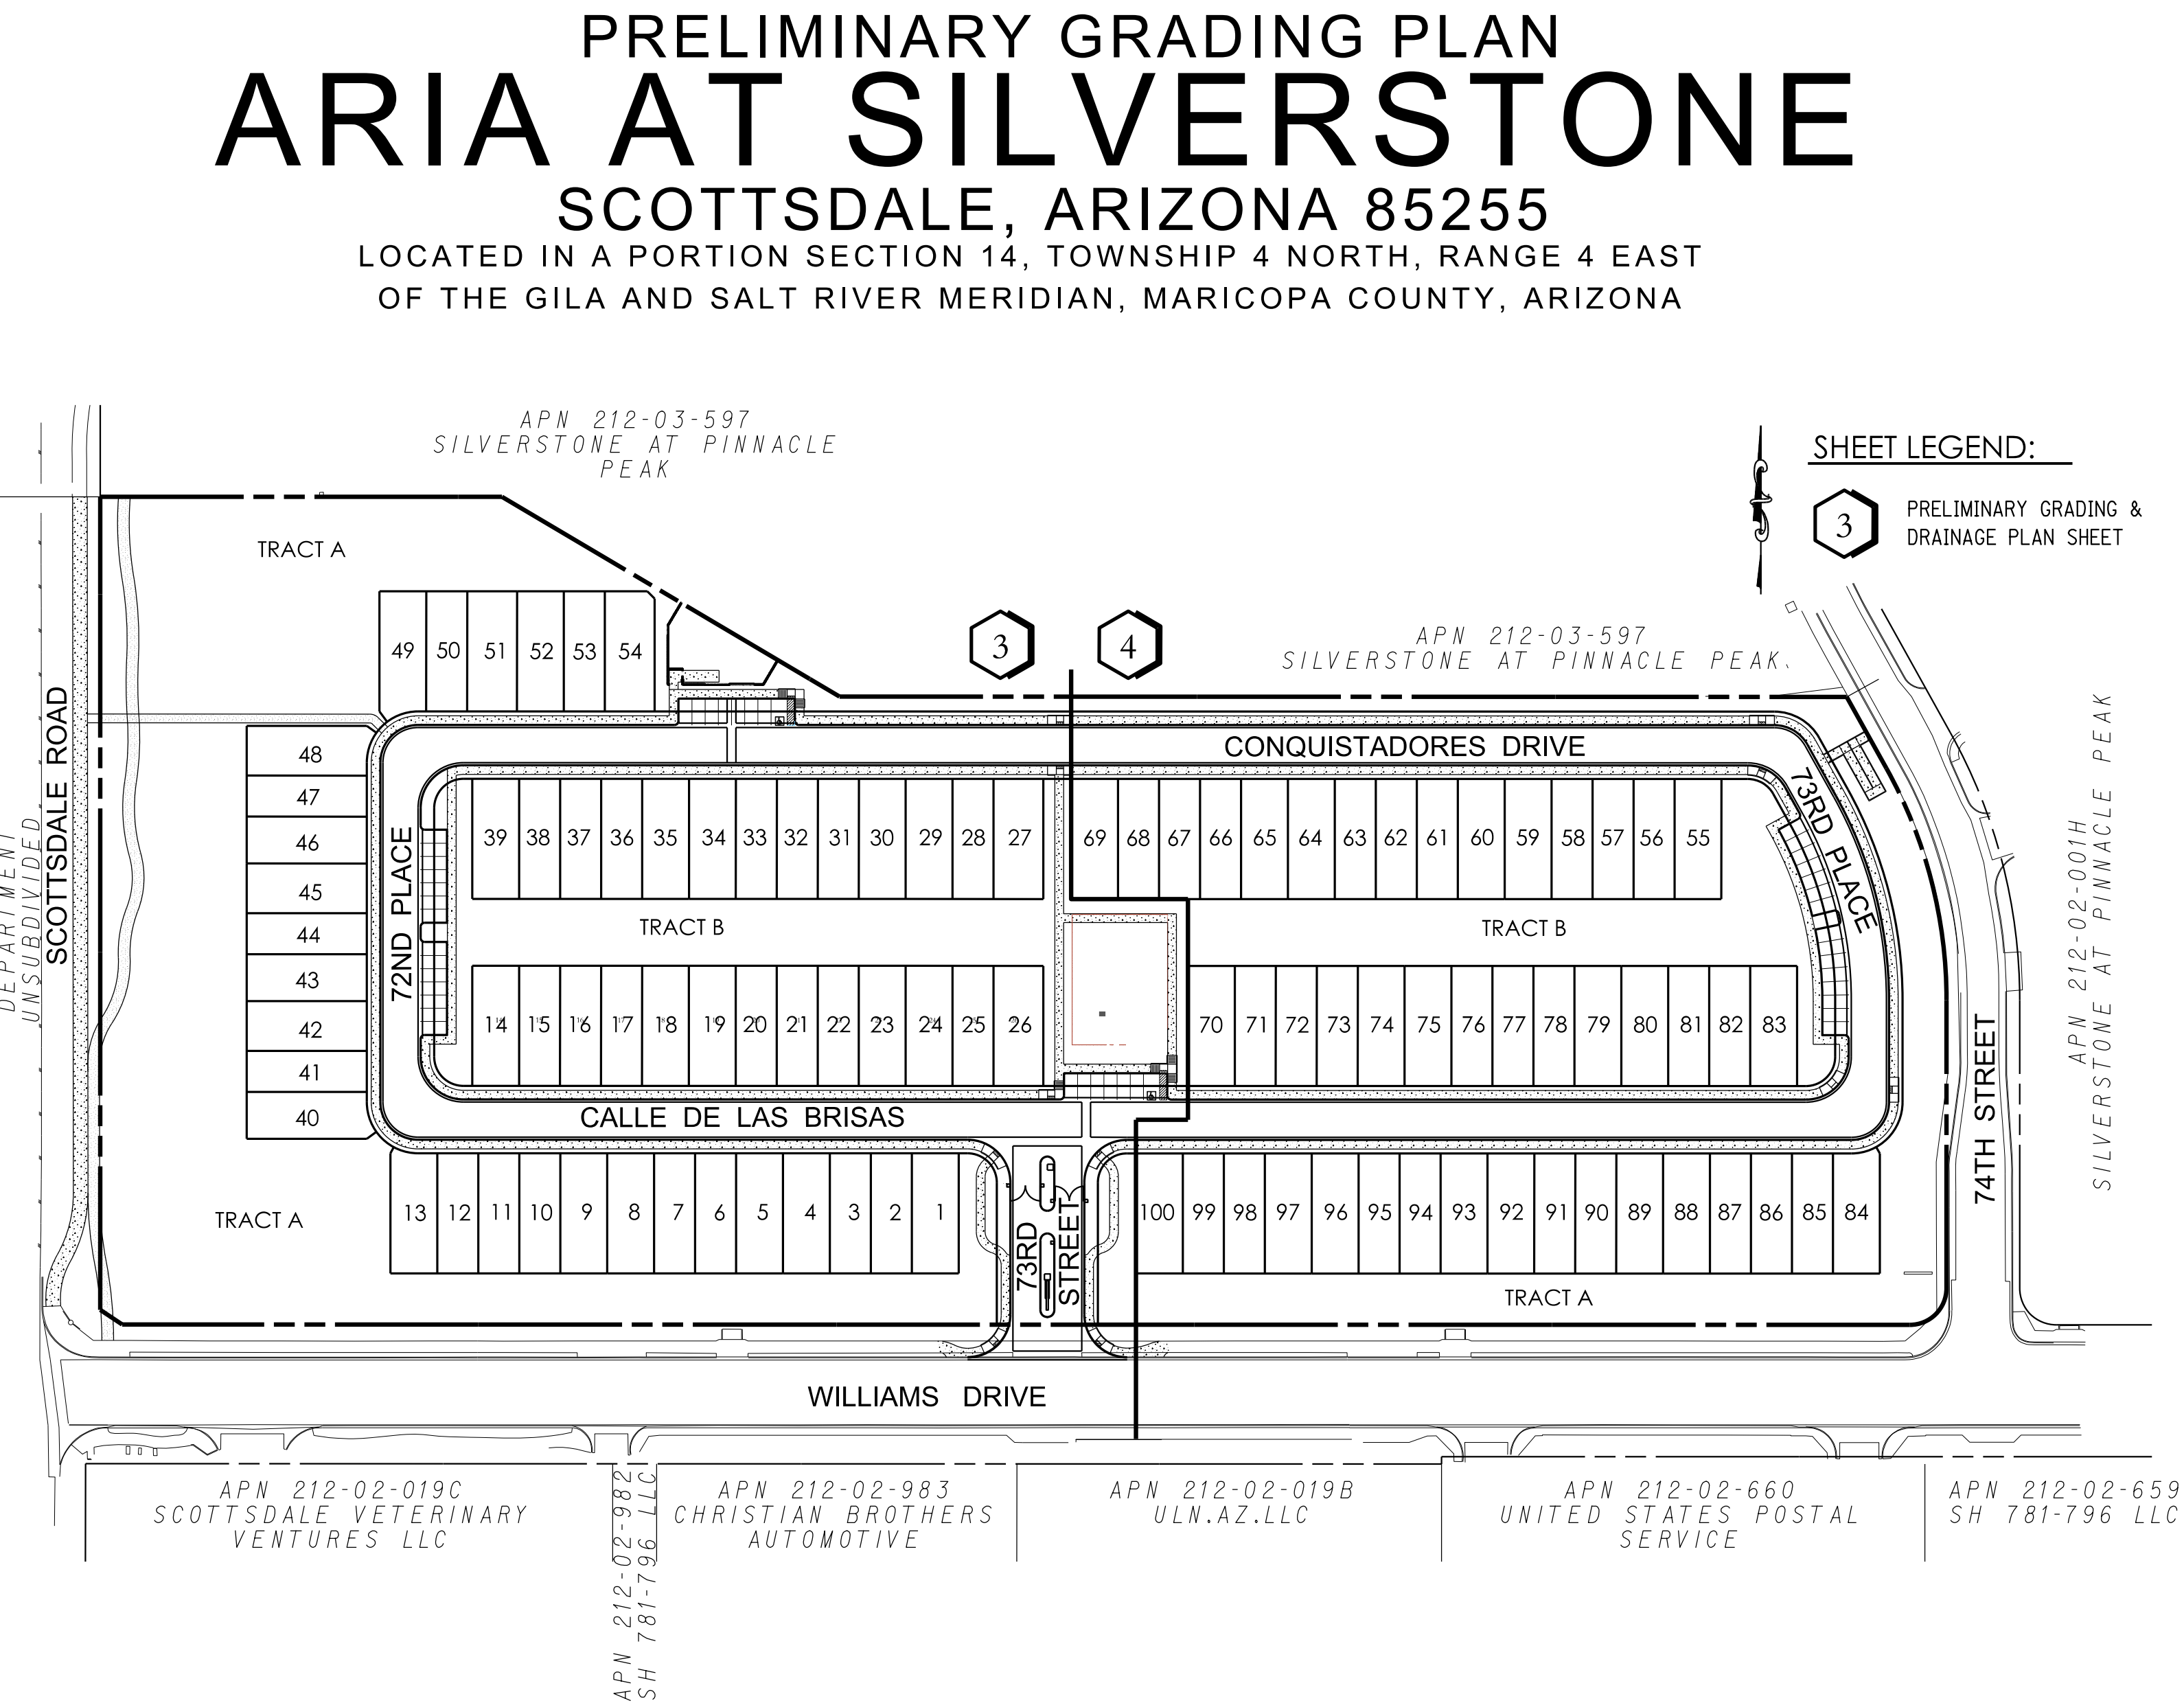 PRELIMINARY GRADING PLAN
ARIA AT SILVERSTONE
SCOTTSDALE, ARIZONA 85255
LOCATED IN A PORTION SECTION 14, TOWNSHIP 4 NORTH, RANGE 4 EAST
OF THE GILA AND SALT RIVER MERIDIAN, MARICOPA COUNTY, ARIZONA
APN 212-03-597
SILVERSTONE AT PINNACLE
PEAK
SHEET LEGEND:
3
PRELIMINARY GRADING &
DRAINAGE PLAN SHEET
TRACT A
3
4
APN 212-03-597
SILVERSTONE AT PINNACLE PEAK
49 50 51 52 53 54
CONQUISTADORES DRIVE
48
47
46
45
44
43
42
41
40
DEPARTMENT
UNSUBDIVIDED
SCOTTSDALE ROAD
72ND PLACE
39 38 37 36 35 34 33 32 31 30 29 28 27
69 68 67 66 65 64 63 62 61 60 59 58 57 56 55
73RD PLACE
TRACT B
TRACT B
14 15 16 17 18 19 20 21 22 23 24 25 26
70 71 72 73 74 75 76 77 78 79 80 81 82 83
CALLE DE LAS BRISAS
74TH STREET
APN 212-02-001H
SILVERSTONE AT PINNACLE PEAK
TRACT A
13 12 11 10 9 8 7 6 5 4 3 2 1
73RD
STREET
100 99 98 97 96 95 94 93 92 91 90 89 88 87 86 85 84
TRACT A
WILLIAMS DRIVE
APN 212-02-019C
SCOTTSDALE VETERINARY
VENTURES LLC
APN 212-02-982
SH 781-796 LLC
APN 212-02-983
CHRISTIAN BROTHERS
AUTOMOTIVE
APN 212-02-019B
ULN.AZ.LLC
APN 212-02-660
UNITED STATES POSTAL
SERVICE
APN 212-02-659
SH 781-796 LLC